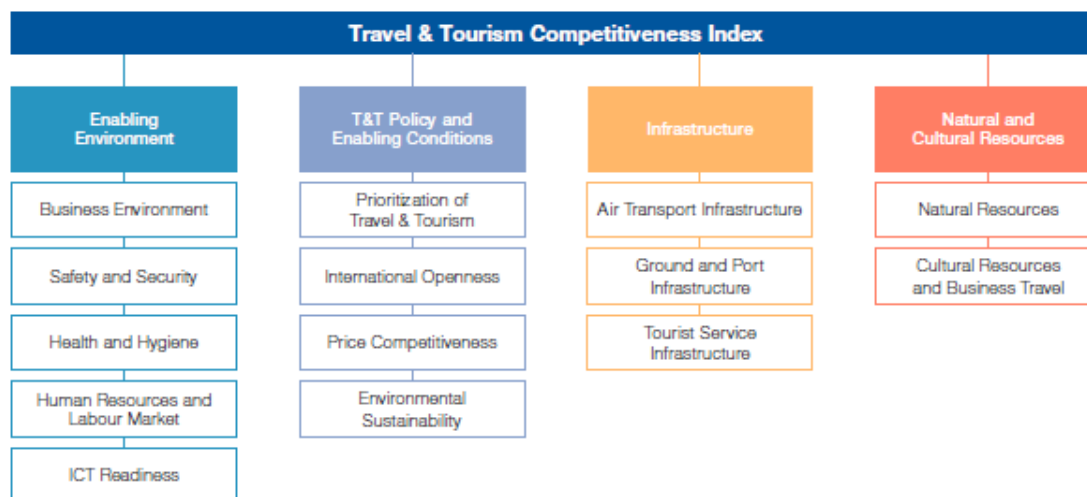 Travel & Tourism Competitiveness Index
Enabling
Environment
Business Environment
Safety and Security
Health and Hygiene
Human Resources and
Labour Market
ICT Readiness
T&T Policy and
Enabling Conditions
Prioritization of
Travel & Tourism
International Openness
Price Competitiveness
Environmental
Sustainability
Infrastructure
Air Transport Infrastructure
Ground and Port
Infrastructure
Tourist Service
Infrastructure
Natural and
Cultural Resources
Natural Resources
Cultural Resources
and Business Travel